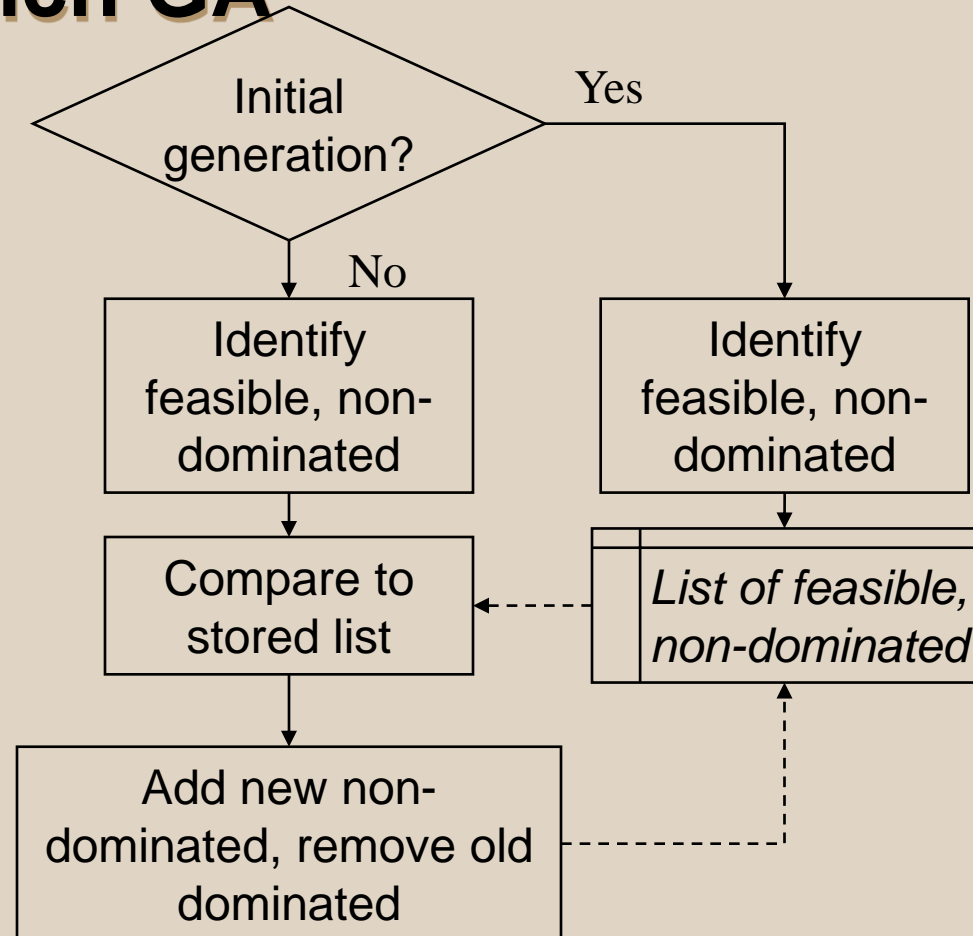 GA
Initial
generation?
Yes
No
Identify
feasible, non-
dominated
Identify
feasible, non-
dominated
Compare to
stored list
List of feasible,
non-dominated
Add new non-
dominated, remove old
dominated